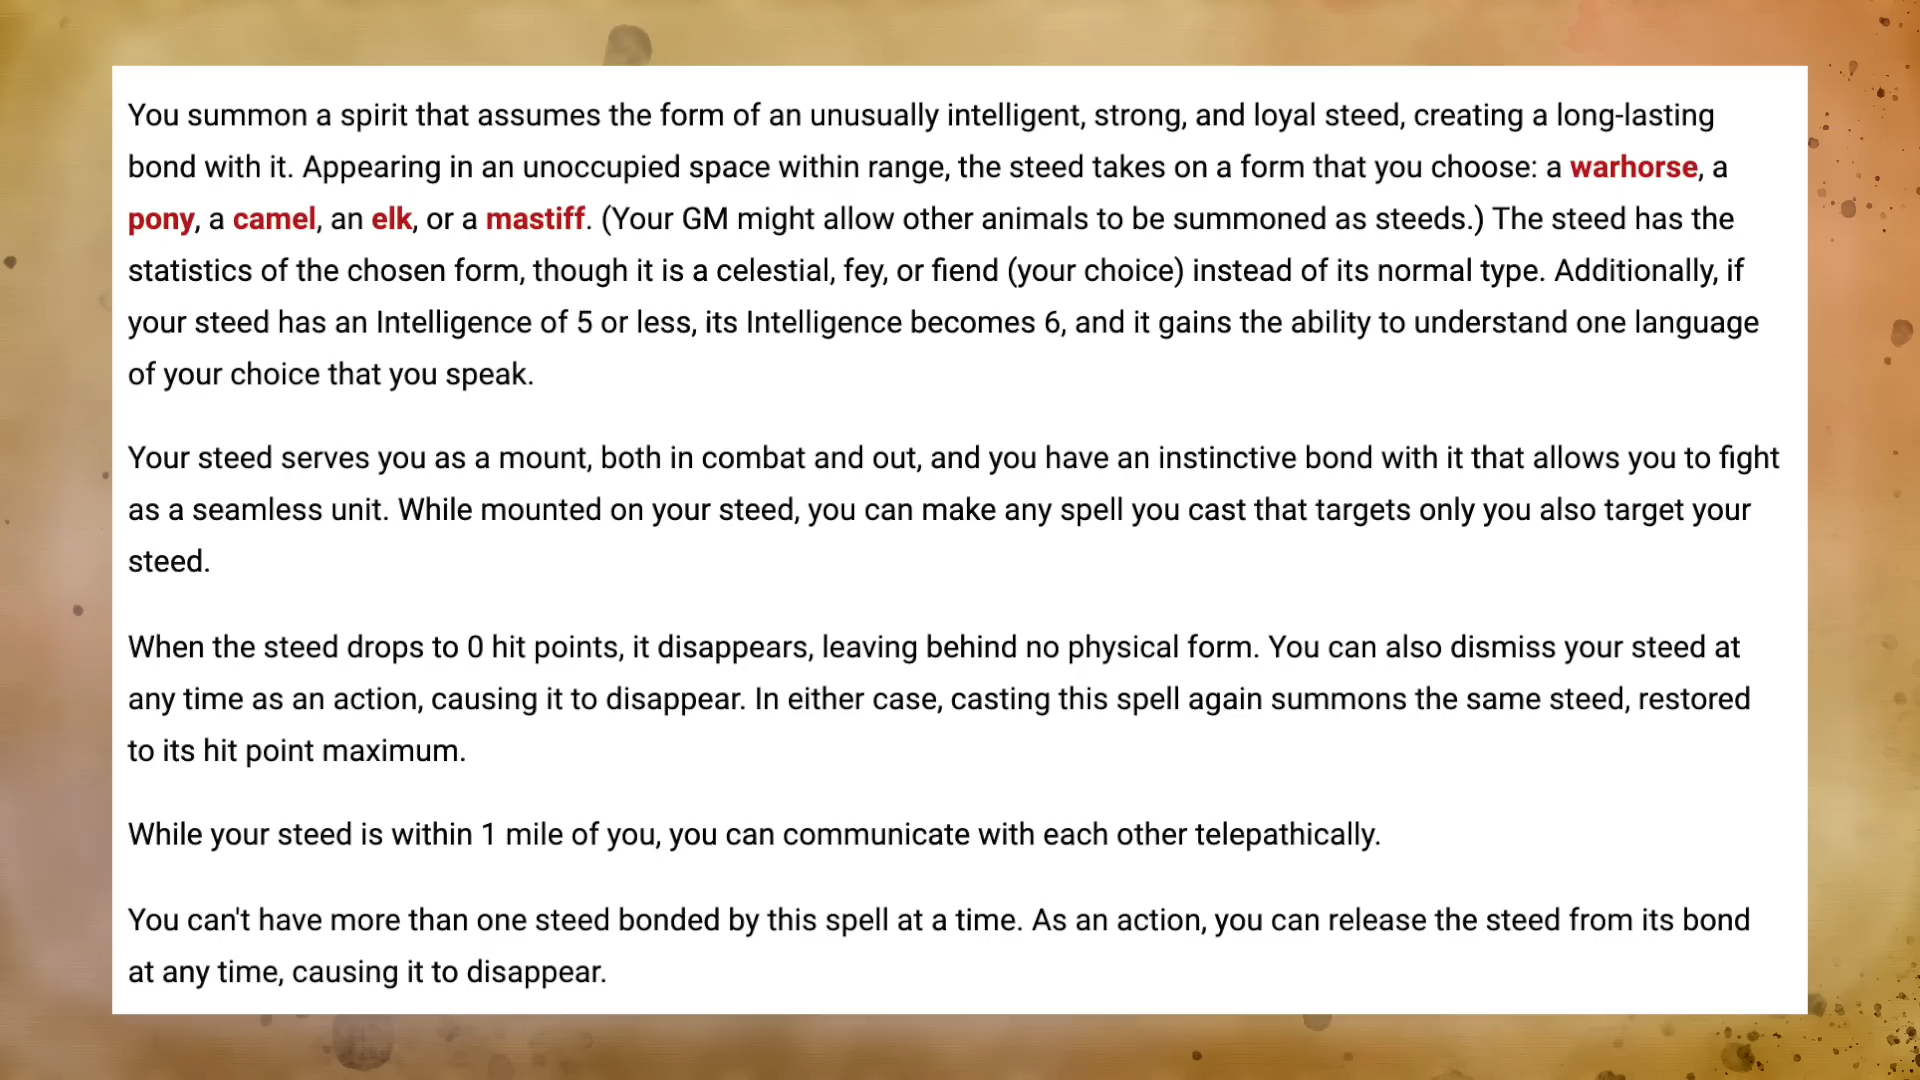 You summon a spirit that assumes the form of an unusually intelligent, strong, and loyal steed, creating a long-lasting
bond with it. Appearing in an unoccupied space within range, the steed takes on a form that you choose: a warhorse, a
pony, a camel, an elk, or a mastiff. (Your GM might allow other animals to be summoned as steeds.) The steed has the
statistics of the chosen form, though it is a celestial, fey, or fiend (your choice) instead of its normal type. Additionally, if
your steed has an Intelligence of 5 or less, its Intelligence becomes 6, and it gains the ability to understand one language
of your choice that you speak.
Your steed serves you as a mount, both in combat and out, and you have an instinctive bond with it that allows you to fight
as a seamless unit. While mounted on your steed, you can make any spell you cast that targets only you also target your
steed.
When the steed drops to 0 hit points, it disappears, leaving behind no physical form. You can also dismiss your steed at
any time as an action, causing it to disappear. In either case, casting this spell again summons the same steed, restored
to its hit point maximum.
While your steed is within 1 mile of you, you can communicate with each other telepathically.
You can't have more than one steed bonded by this spell at a time. As an action, you can release the steed from its bond
at any time, causing it to disappear.